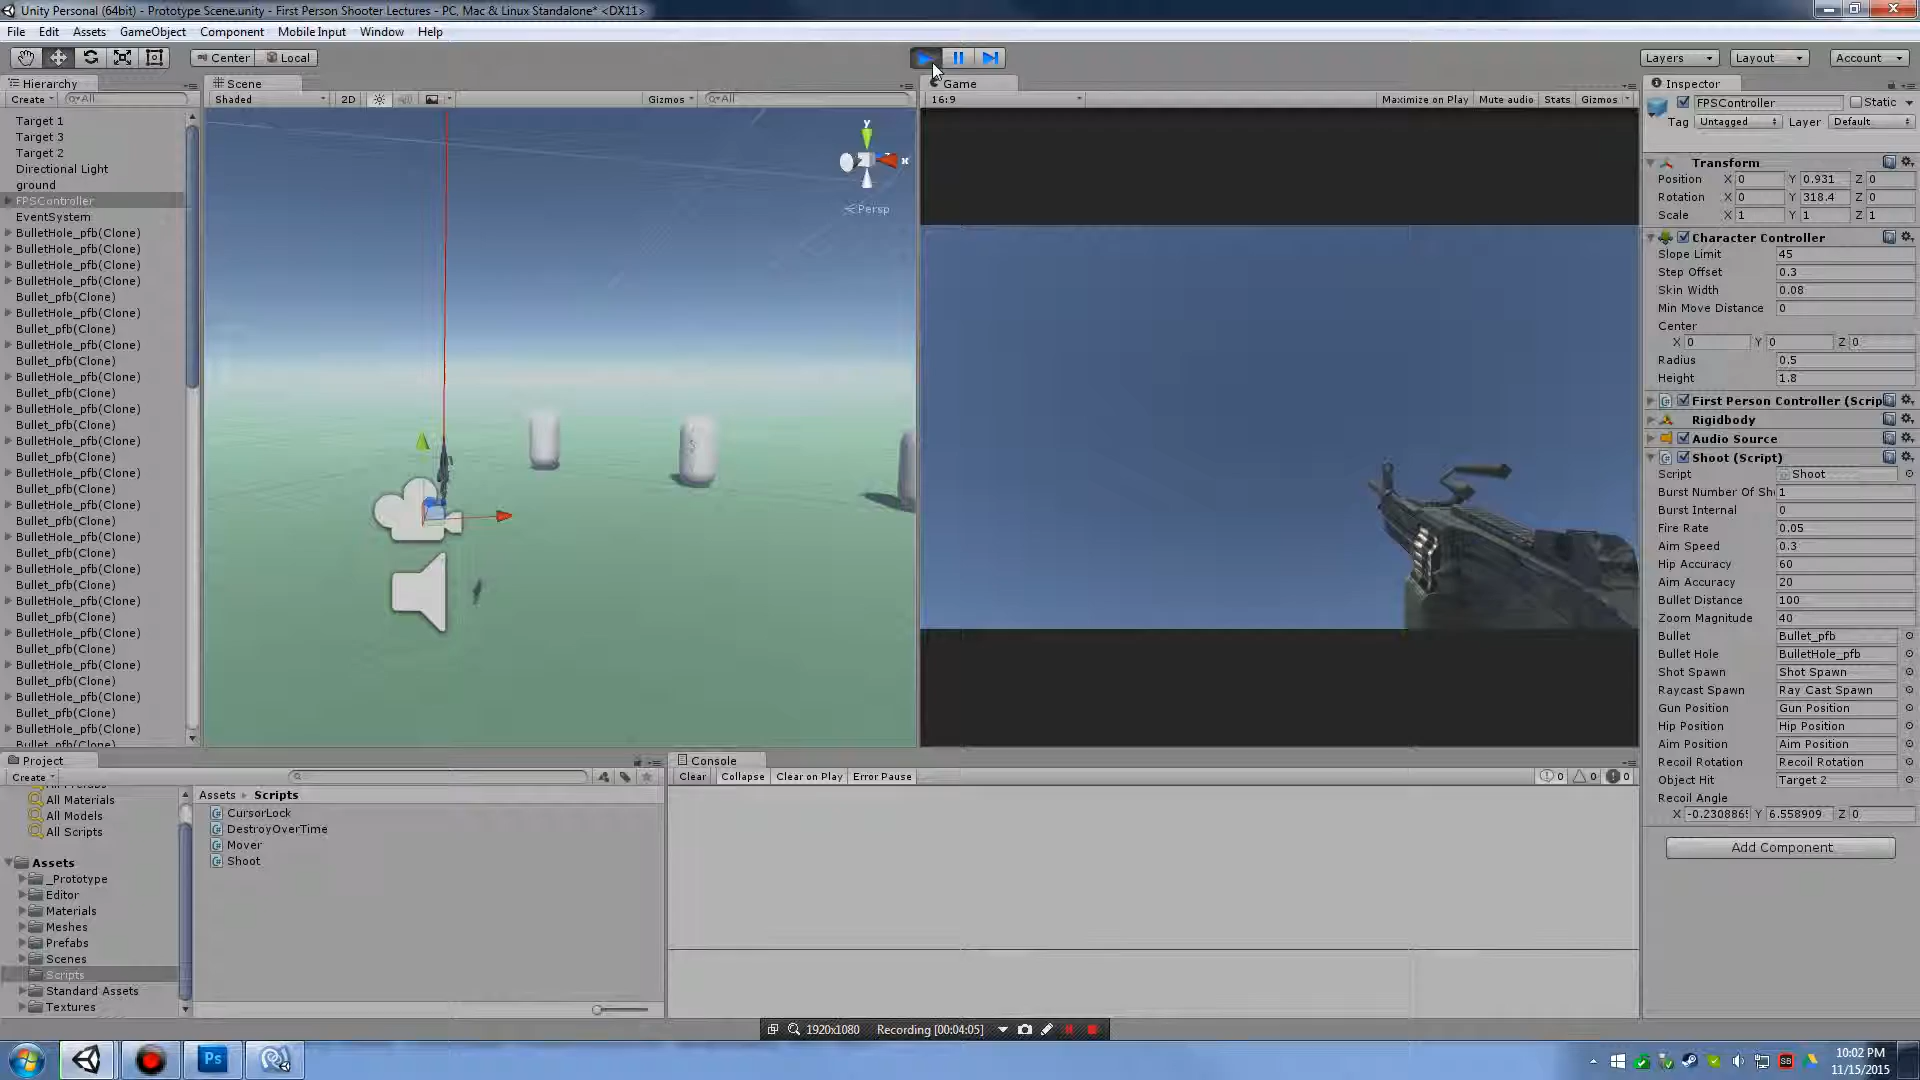 Unity Personal (64bit) - Prototype Scene.unity - First Person Shooter Lectures - PC, Mac & Linux Standalone* <DX11>
File Edit Assets GameObject Component Mobile Input Window Help
Center Local Layers Layout Account
Hierarchy
Create All
Target 1
Target 3
Target 2
Directional Light
ground
FPSController
EventSystem
BulletHole_pfb(Clone)
BulletHole_pfb(Clone)
BulletHole_pfb(Clone)
BulletHole_pfb(Clone)
Bullet_pfb(Clone)
BulletHole_pfb(Clone)
Bullet_pfb(Clone)
BulletHole_pfb(Clone)
Bullet_pfb(Clone)
BulletHole_pfb(Clone)
Bullet_pfb(Clone)
BulletHole_pfb(Clone)
Bullet_pfb(Clone)
BulletHole_pfb(Clone)
Bullet_pfb(Clone)
BulletHole_pfb(Clone)
Bullet_pfb(Clone)
BulletHole_pfb(Clone)
Bullet_pfb(Clone)
BulletHole_pfb(Clone)
Bullet_pfb(Clone)
BulletHole_pfb(Clone)
Bullet_pfb(Clone)
BulletHole_pfb(Clone)
Bullet_pfb(Clone)
BulletHole_pfb(Clone)
Bullet_pfb(Clone)
BulletHole_pfb(Clone)
Bullet_pfb(Clone)
BulletHole_pfb(Clone)
Bullet_pfb(Clone)
BulletHole_pfb(Clone)
Bullet_pfb(Clone)
Scene
Shaded 2D Gizmos All
y
x
Persp
Game
16:9 Maximize on Play Mute audio Stats Gizmos
Inspector
FPSController Static
Tag Untagged Layer Default
Transform
Position X 0 Y 0.931 Z 0
Rotation X 0 Y 318.4 Z 0
Scale X 1 Y 1 Z 1
Character Controller
Slope Limit 45
Step Offset 0.3
Skin Width 0.08
Min Move Distance 0
Center
X 0 Y 0 Z 0
Radius 0.5
Height 1.8
First Person Controller (Scrip
Rigidbody
Audio Source
Shoot (Script)
Script Shoot
Burst Number Of Sh 1
Burst Internal 0
Fire Rate 0.05
Aim Speed 0.3
Hip Accuracy 60
Aim Accuracy 20
Bullet Distance 100
Zoom Magnitude 40
Bullet Bullet_pfb
Bullet Hole BulletHole_pfb
Shot Spawn Shot Spawn
Raycast Spawn Ray Cast Spawn
Gun Position Gun Position
Hip Position Hip Position
Aim Position Aim Position
Recoil Rotation Recoil Rotation
Object Hit Target 2
Recoil Angle
X -0.230886 Y 6.558909 Z 0
Add Component
Project
Create
All Prefabs
All Materials
All Models
All Scripts
Assets
_Prototype
Editor
Materials
Meshes
Prefabs
Scenes
Scripts
Standard Assets
Textures
Assets Scripts
CursorLock
DestroyOverTime
Mover
Shoot
Console
Clear Collapse Clear on Play Error Pause 0 0 0
1920x1080 Recording [00:04:05]
Ps
SB
10:02 PM
11/15/2015